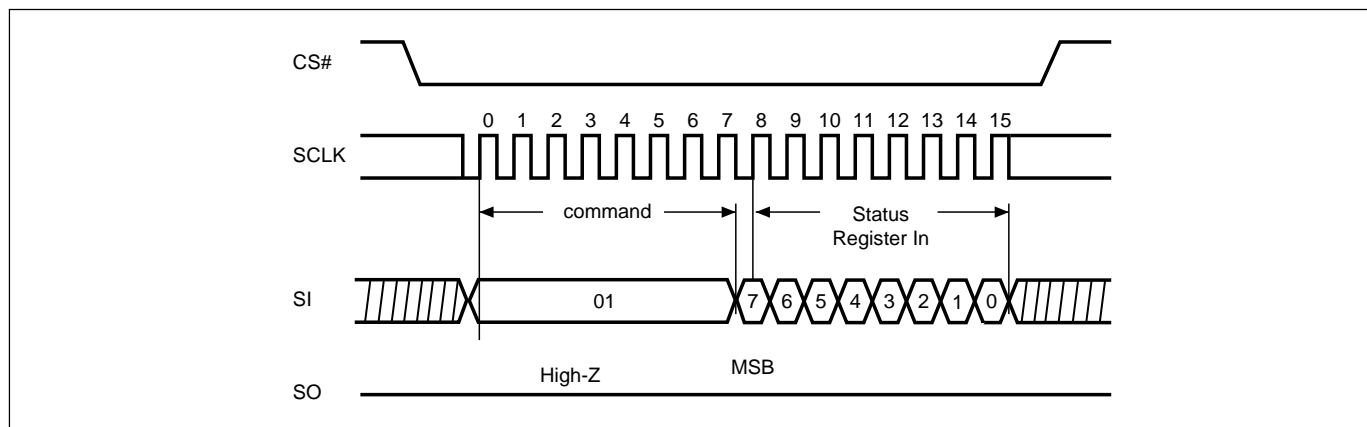 CS#
0 1 2 3 4 5 6 7 8 9 10 11 12 13 14 15
SCLK
command
Status
Register In
SI
01
7 6 5 4 3 2 1 0
High-Z
MSB
SO